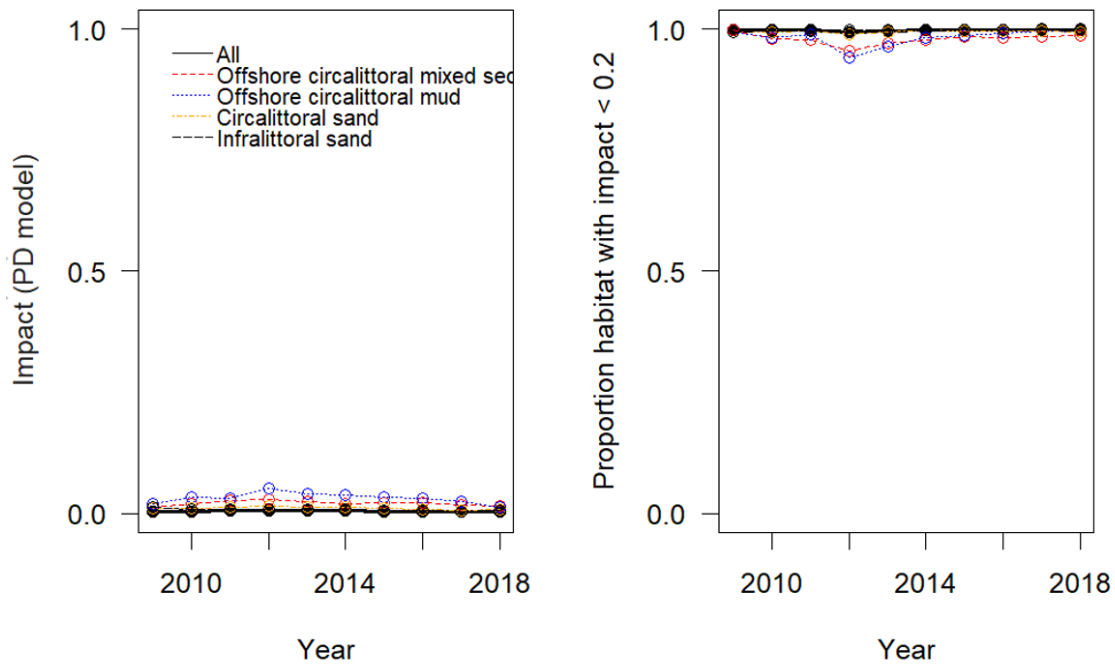 1.0
0.5
0.0
Impact (PD model)
All
Offshore circalittoral mixed sec
Offshore circalittoral mud
Circalittoral sand
Infralittoral sand
2010
2014
2018
Year
1.0
0.5
0.0
Proportion habitat with impact < 0.2
2010
2014
2018
Year